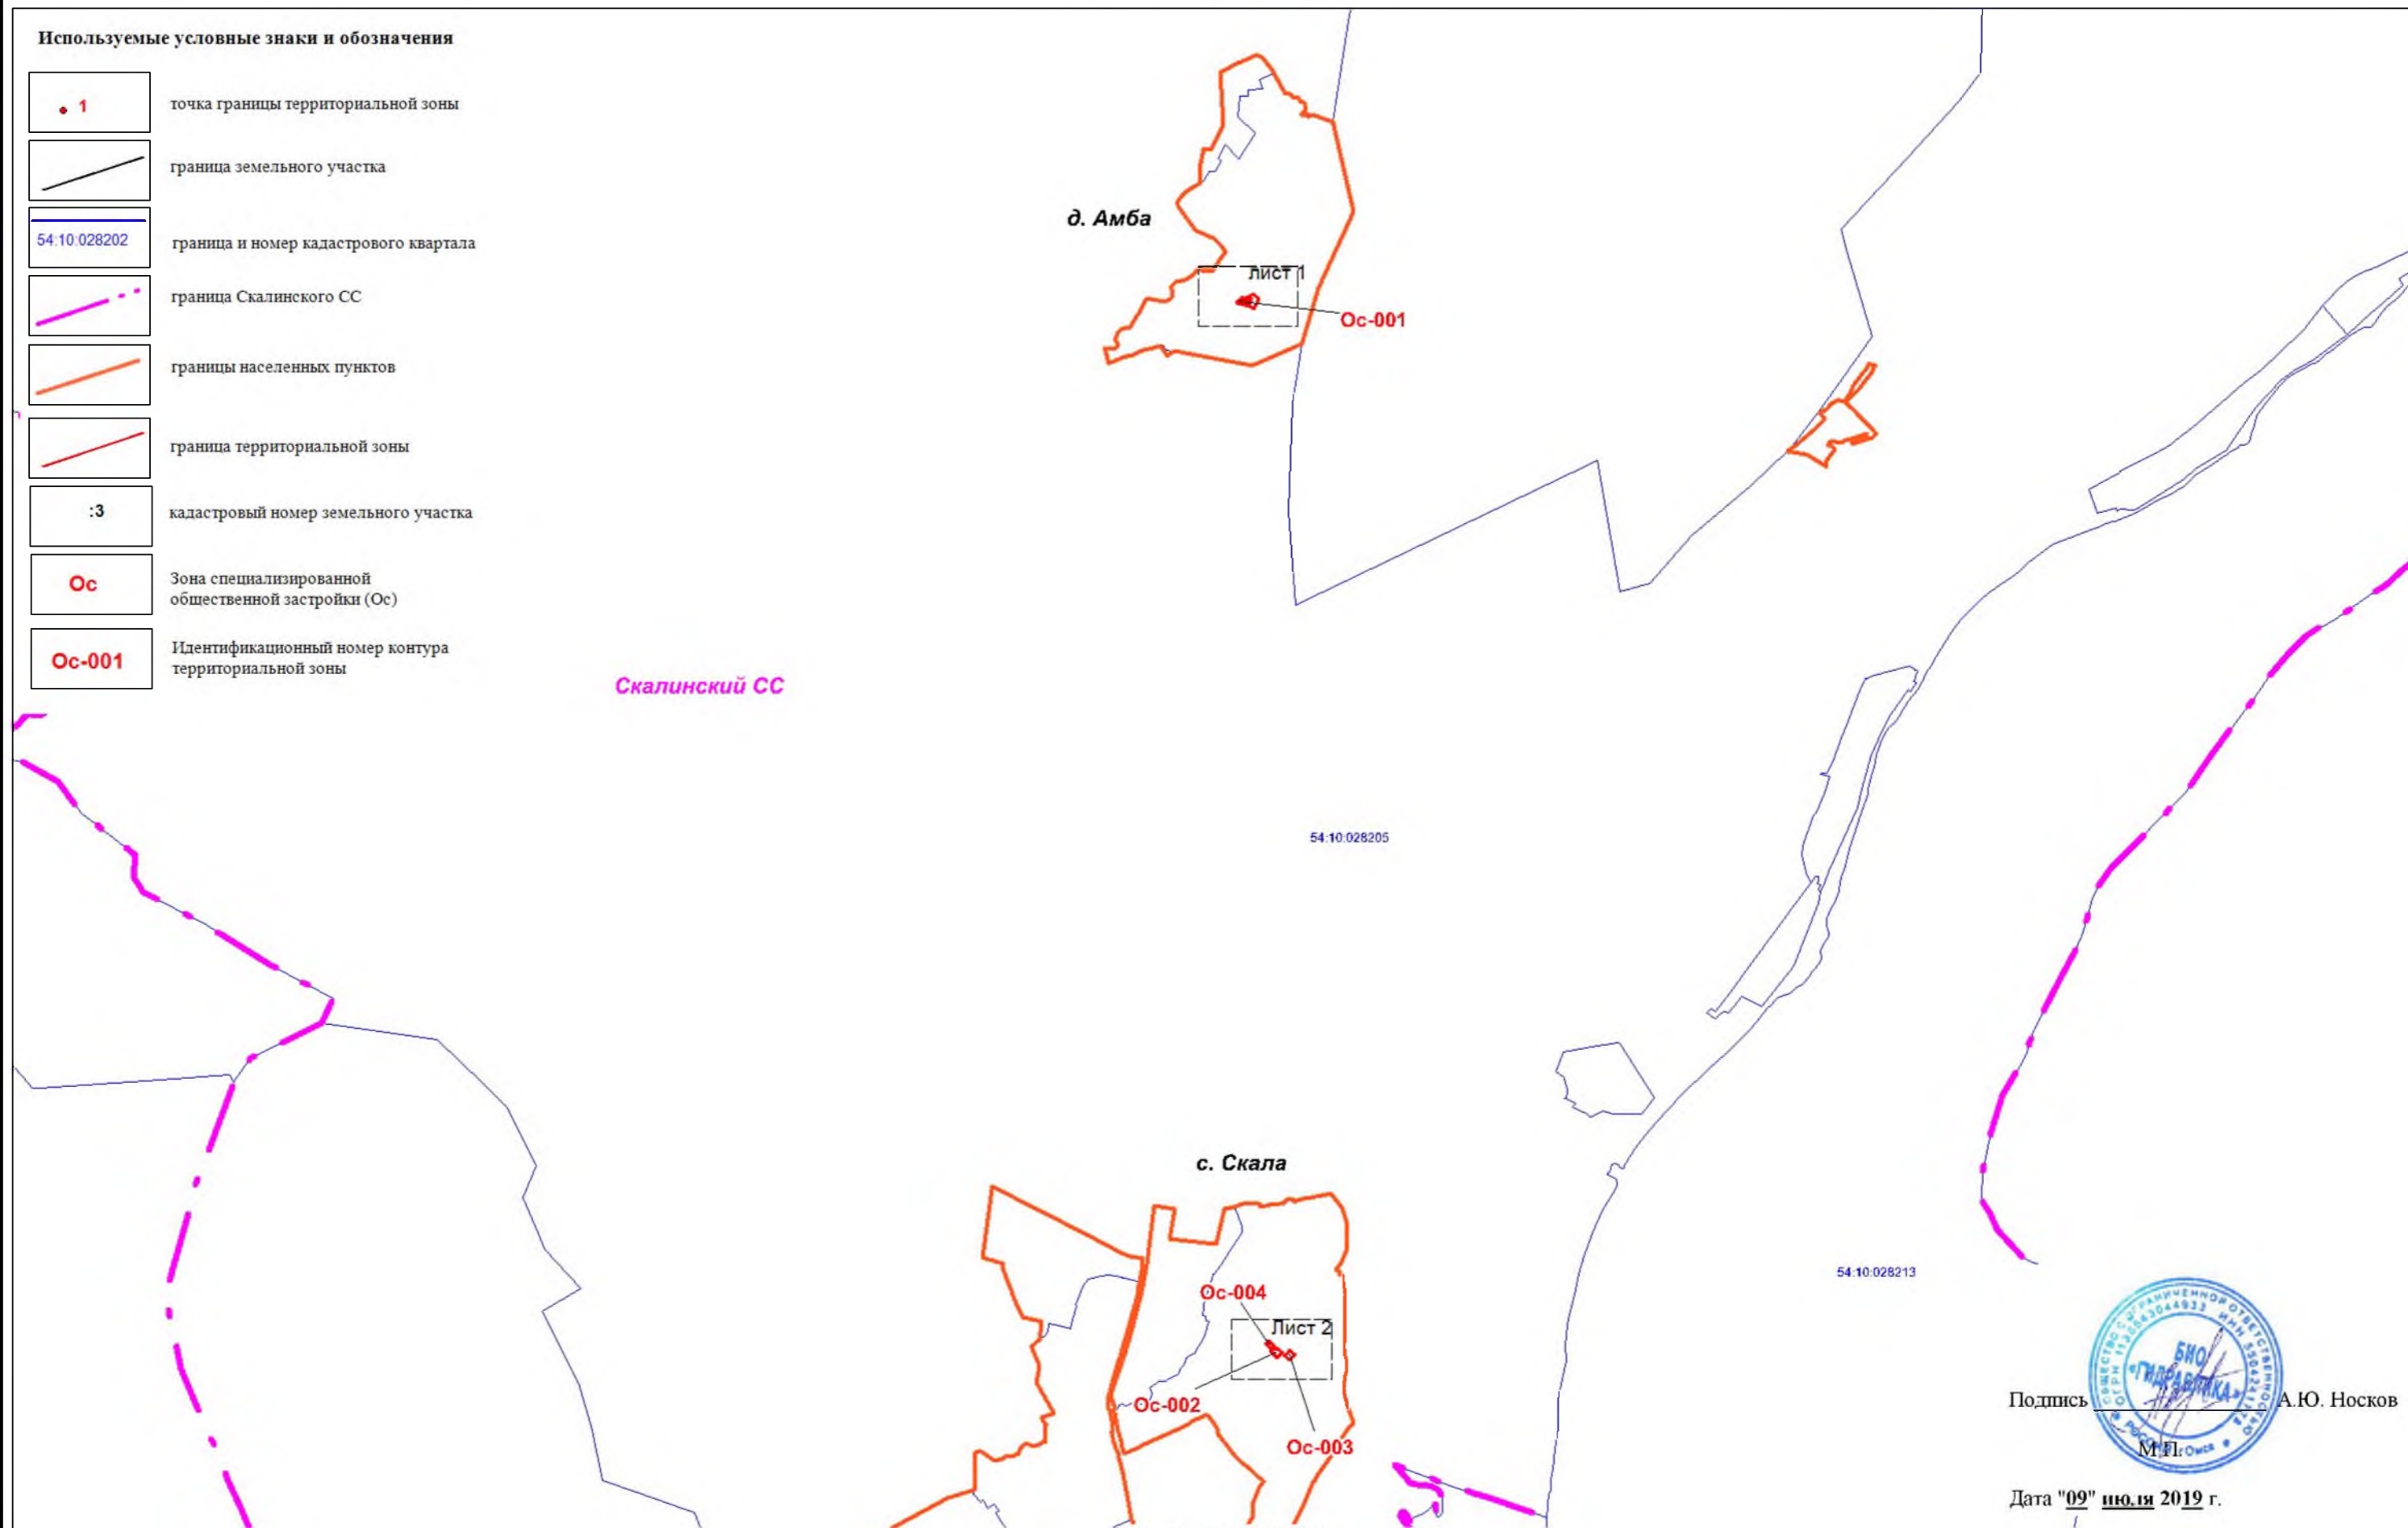 Используемые условные знаки и обозначения
1
точка границы территориальной зоны
граница земельного участка
54:10:028202
граница и номер кадастрового квартала
граница Скалинского СС
границы населенных пунктов
граница территориальной зоны
:3
кадастровый номер земельного участка
Ос
Зона специализированной
общественной застройки (Ос)
Ос-001
Идентификационный номер контура
территориальной зоны
д. Амба
лист 1
Ос-001
Скалинский СС
54:10:028205
с. Скала
Ос-004
Лист 2
Ос-002
Ос-003
54:10:028213
Подпись
А.Ю. Носков
БИО
«ГИДРАВЛИКА»
М.П.
Дата "09" июля 2019 г.